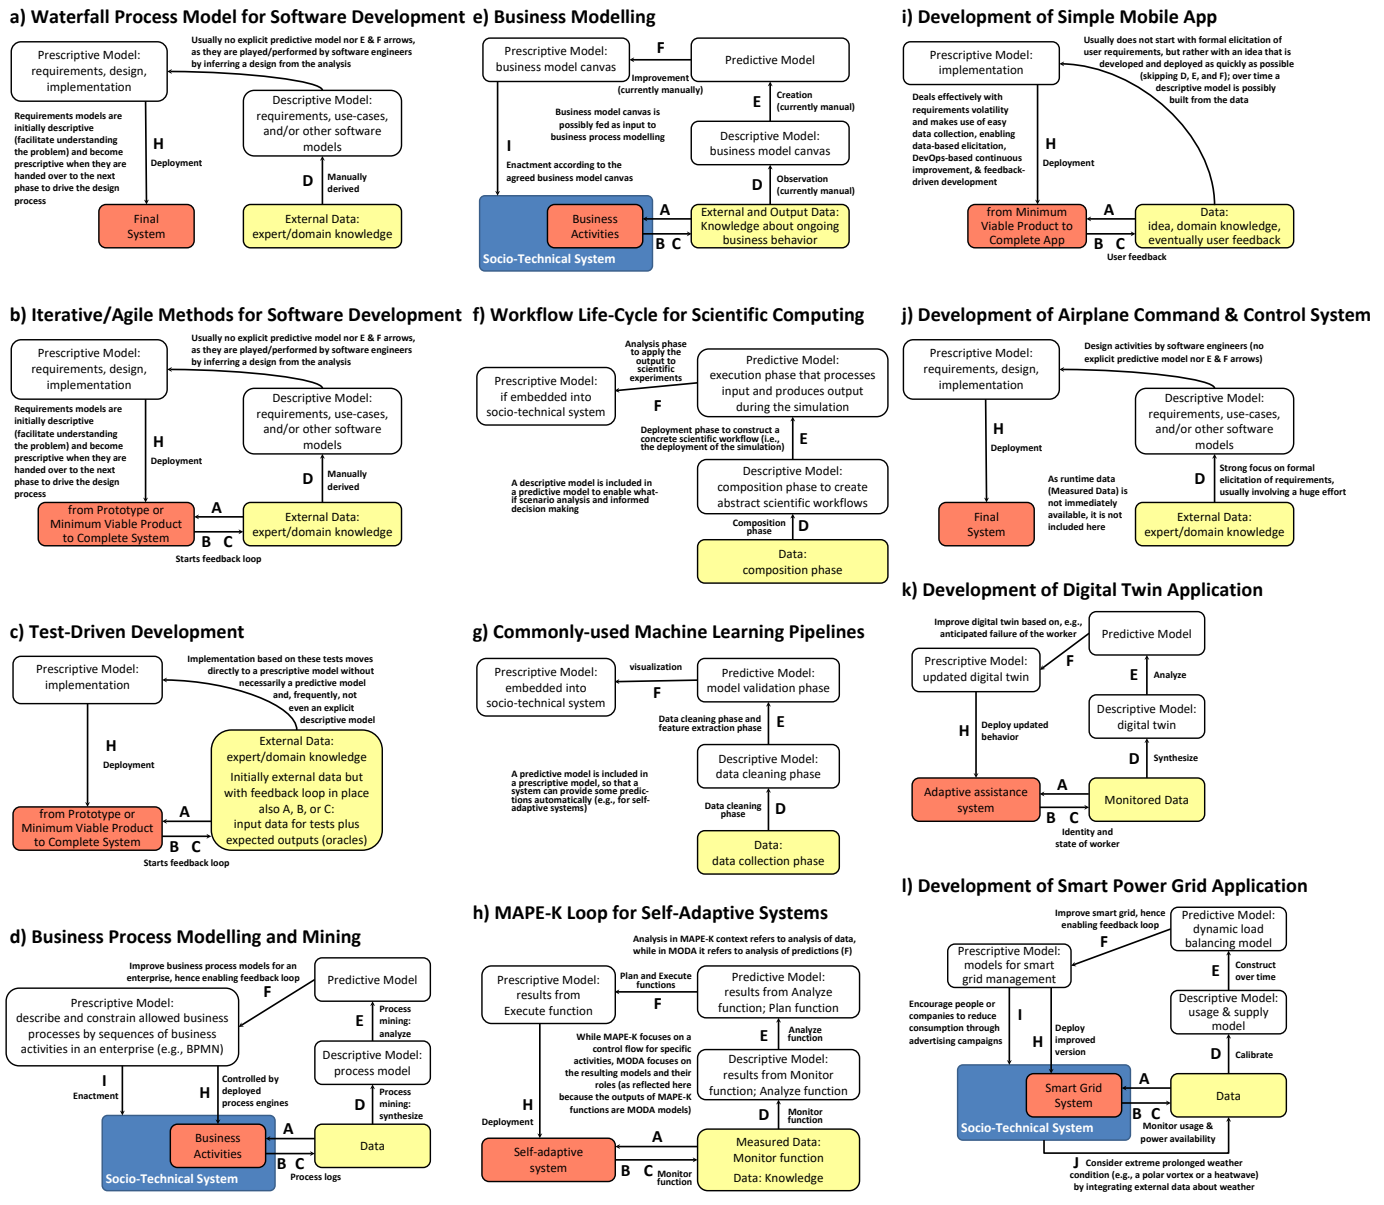 a) Waterfall Process Model for Software Development
Prescriptive Model:
requirements, design,
implementation
Usually no explicit predictive model nor E & F arrows,
as they are played/performed by software engineers
by inferring a design from the analysis
Descriptive Model:
requirements, use-cases,
and/or other software
models
Requirements models are
initially descriptive
(facilitate understanding
the problem) and become
prescriptive when they are
handed over to the next
phase to drive the design
process
H
Deployment
D
Manually
derived
Final
System
External Data:
expert/domain knowledge
b) Iterative/Agile Methods for Software Development
Prescriptive Model:
requirements, design,
implementation
Usually no explicit predictive model nor E & F arrows,
as they are played/performed by software engineers
by inferring a design from the analysis
Descriptive Model:
requirements, use-cases,
and/or other software
models
Requirements models are
initially descriptive
(facilitate understanding
the problem) and become
prescriptive when they are
handed over to the next
phase to drive the design
process
H
Deployment
D
Manually
derived
from Prototype or
Minimum Viable Product
to Complete System
A
B C
Starts feedback loop
External Data:
expert/domain knowledge
c) Test-Driven Development
Prescriptive Model:
implementation
Implementation based on these tests moves
directly to a prescriptive model without
necessarily a predictive model
and, frequently, not
even an explicit
descriptive model
H
Deployment
External Data:
expert/domain knowledge
Initially external data but
with feedback loop in place
also A, B, or C:
input data for tests plus
expected outputs (oracles)
from Prototype or
Minimum Viable Product
to Complete System
A
B C
Starts feedback loop
d) Business Process Modelling and Mining
Improve business process models for an
enterprise, hence enabling feedback loop
F
Predictive Model
Prescriptive Model:
describe and constrain allowed business
processes by sequences of business
activities in an enterprise (e.g., BPMN)
E
Process
mining:
analyze
Descriptive Model:
process model
I
Enactment
H
Controlled by
deployed
process engines
D
Process
mining:
synthesize
Business
Activities
Socio-Technical System
A
B C
Process logs
Data
e) Business Modelling
Prescriptive Model:
business model canvas
F
Improvement
(currently manually)
Predictive Model
E
Creation
(currently manual)
Business model canvas is
possibly fed as input to
business process modelling
Descriptive Model:
business model canvas
I
Enactment according to the
agreed business model canvas
D
Observation
(currently manual)
Business
Activities
Socio-Technical System
A
B C
External and Output Data:
Knowledge about ongoing
business behavior
f) Workflow Life-Cycle for Scientific Computing
Analysis phase
to apply the
output to
scientific
experiments
F
Prescriptive Model:
if embedded into
socio-technical system
Predictive Model:
execution phase that processes
input and produces output
during the simulation
Deployment phase to construct a
concrete scientific workflow (i.e.,
the deployment of the simulation)
E
A descriptive model is included
in a predictive model to enable what-
if scenario analysis and informed
decision making
Descriptive Model:
composition phase to create
abstract scientific workflows
Composition
phase
D
Data:
composition phase
g) Commonly-used Machine Learning Pipelines
Prescriptive Model:
embedded into
socio-technical system
visualization
F
Predictive Model:
model validation phase
Data cleaning phase and
feature extraction phase
E
A predictive model is included in
a prescriptive model, so that a
system can provide some predic-
tions automatically (e.g., for self-
adaptive systems)
Descriptive Model:
data cleaning phase
Data cleaning
phase
D
Data:
data collection phase
h) MAPE-K Loop for Self-Adaptive Systems
Analysis in MAPE-K context refers to analysis of data,
while in MODA it refers to analysis of predictions (F)
Prescriptive Model:
results from
Execute function
Plan and Execute
functions
F
Predictive Model:
results from Analyze
function; Plan function
E
Analyze
function
While MAPE-K focuses on a
control flow for specific
activities, MODA focuses on
the resulting models and their
roles (as reflected here
because the outputs of MAPE-K
functions are MODA models)
Descriptive Model:
results from Monitor
function; Analyze function
H
Deployment
D
Monitor
function
Self-adaptive
system
A
B C
Monitor
function
Measured Data:
Monitor function
Data: Knowledge
i) Development of Simple Mobile App
Prescriptive Model:
implementation
Usually does not start with formal elicitation of
user requirements, but rather with an idea that is
developed and deployed as quickly as possible
(skipping D, E, and F); over time a
descriptive model is possibly
built from the data
Deals effectively with
requirements volatility
and makes use of easy
data collection, enabling
data-based elicitation,
DevOps-based continuous
improvement, & feedback-
driven development
H
Deployment
from Minimum
Viable Product to
Complete App
A
B C
User feedback
Data:
idea, domain knowledge,
eventually user feedback
j) Development of Airplane Command & Control System
Prescriptive Model:
requirements, design,
implementation
Design activities by software engineers (no
explicit predictive model nor E & F arrows)
Descriptive Model:
requirements, use-cases,
and/or other software
models
H
Deployment
As runtime data
(Measured Data) is
not immediately
available, it is not
included here
D
Strong focus on formal
elicitation of requirements,
usually involving a huge effort
Final
System
External Data:
expert/domain knowledge
k) Development of Digital Twin Application
Improve digital twin based on, e.g.,
anticipated failure of the worker
F
Predictive Model
Prescriptive Model:
updated digital twin
E
Analyze
Descriptive Model:
digital twin
H
Deploy updated
behavior
D
Synthesize
Adaptive assistance
system
A
B C
Identity and
state of worker
Monitored Data
l) Development of Smart Power Grid Application
Improve smart grid, hence
enabling feedback loop
F
Predictive Model:
dynamic load
balancing model
Prescriptive Model:
models for smart
grid management
E
Construct
over time
Encourage people or
companies to reduce
consumption through
advertising campaigns
I
H
Deploy
improved
version
Descriptive Model:
usage & supply
model
D
Calibrate
Smart Grid
System
Socio-Technical System
A
B C
Monitor usage &
power availability
Data
J Consider extreme prolonged weather
condition (e.g., a polar vortex or a heatwave)
by integrating external data about weather